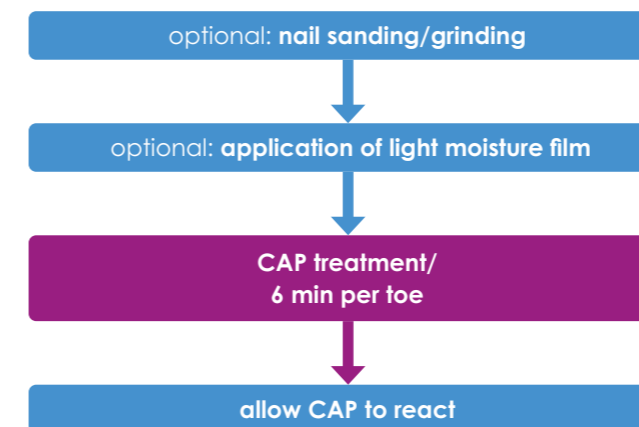 optional: nail sanding/grinding
optional: application of light moisture film
CAP treatment/
6 min per toe
allow CAP to react